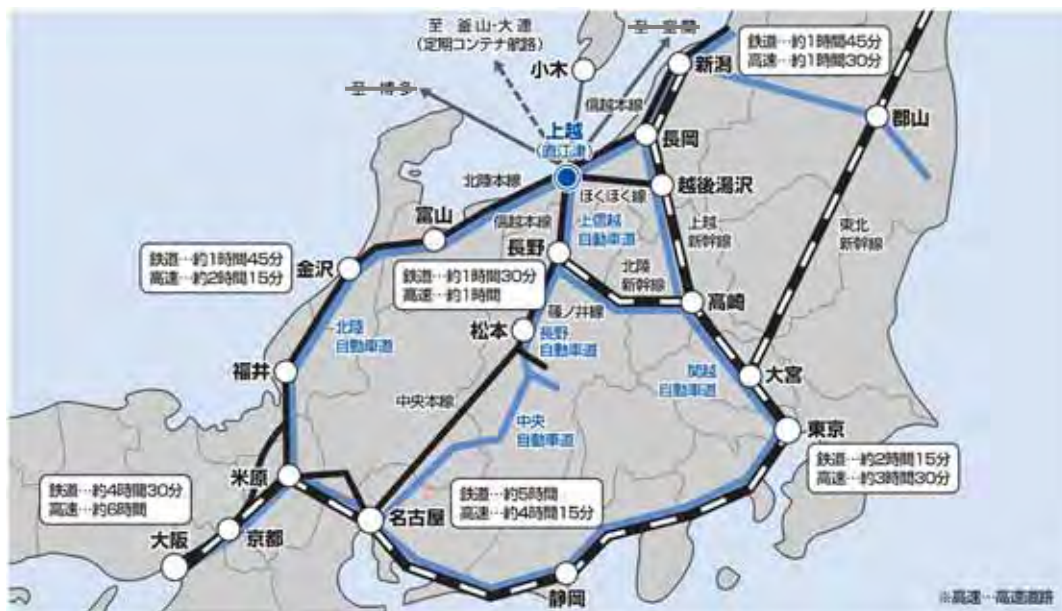 至 釜山・大連
(定期コンテナ航路)
至 室蘭
小木
至 博多
新潟
鉄道…約1時間45分
高速…約1時間30分
信越本線
郡山
上越
(直江津)
長岡
北陸本線
ほくほく線
越後湯沢
富山
信越本線
上信越
自動車道
上越
新幹線
東北
新幹線
長野
鉄道…約1時間45分
高速…約2時間15分
金沢
鉄道…約1時間30分
高速…約1時間
北陸
新幹線
高崎
篠ノ井線
松本
長野
自動車道
北陸
自動車道
福井
関越
自動車道
大宮
中央本線
中央
自動車道
東京
鉄道…約2時間15分
高速…約3時間30分
米原
鉄道…約4時間30分
高速…約6時間
鉄道…約5時間
高速…約4時間15分
名古屋
京都
大阪
静岡
※高速…高速道路